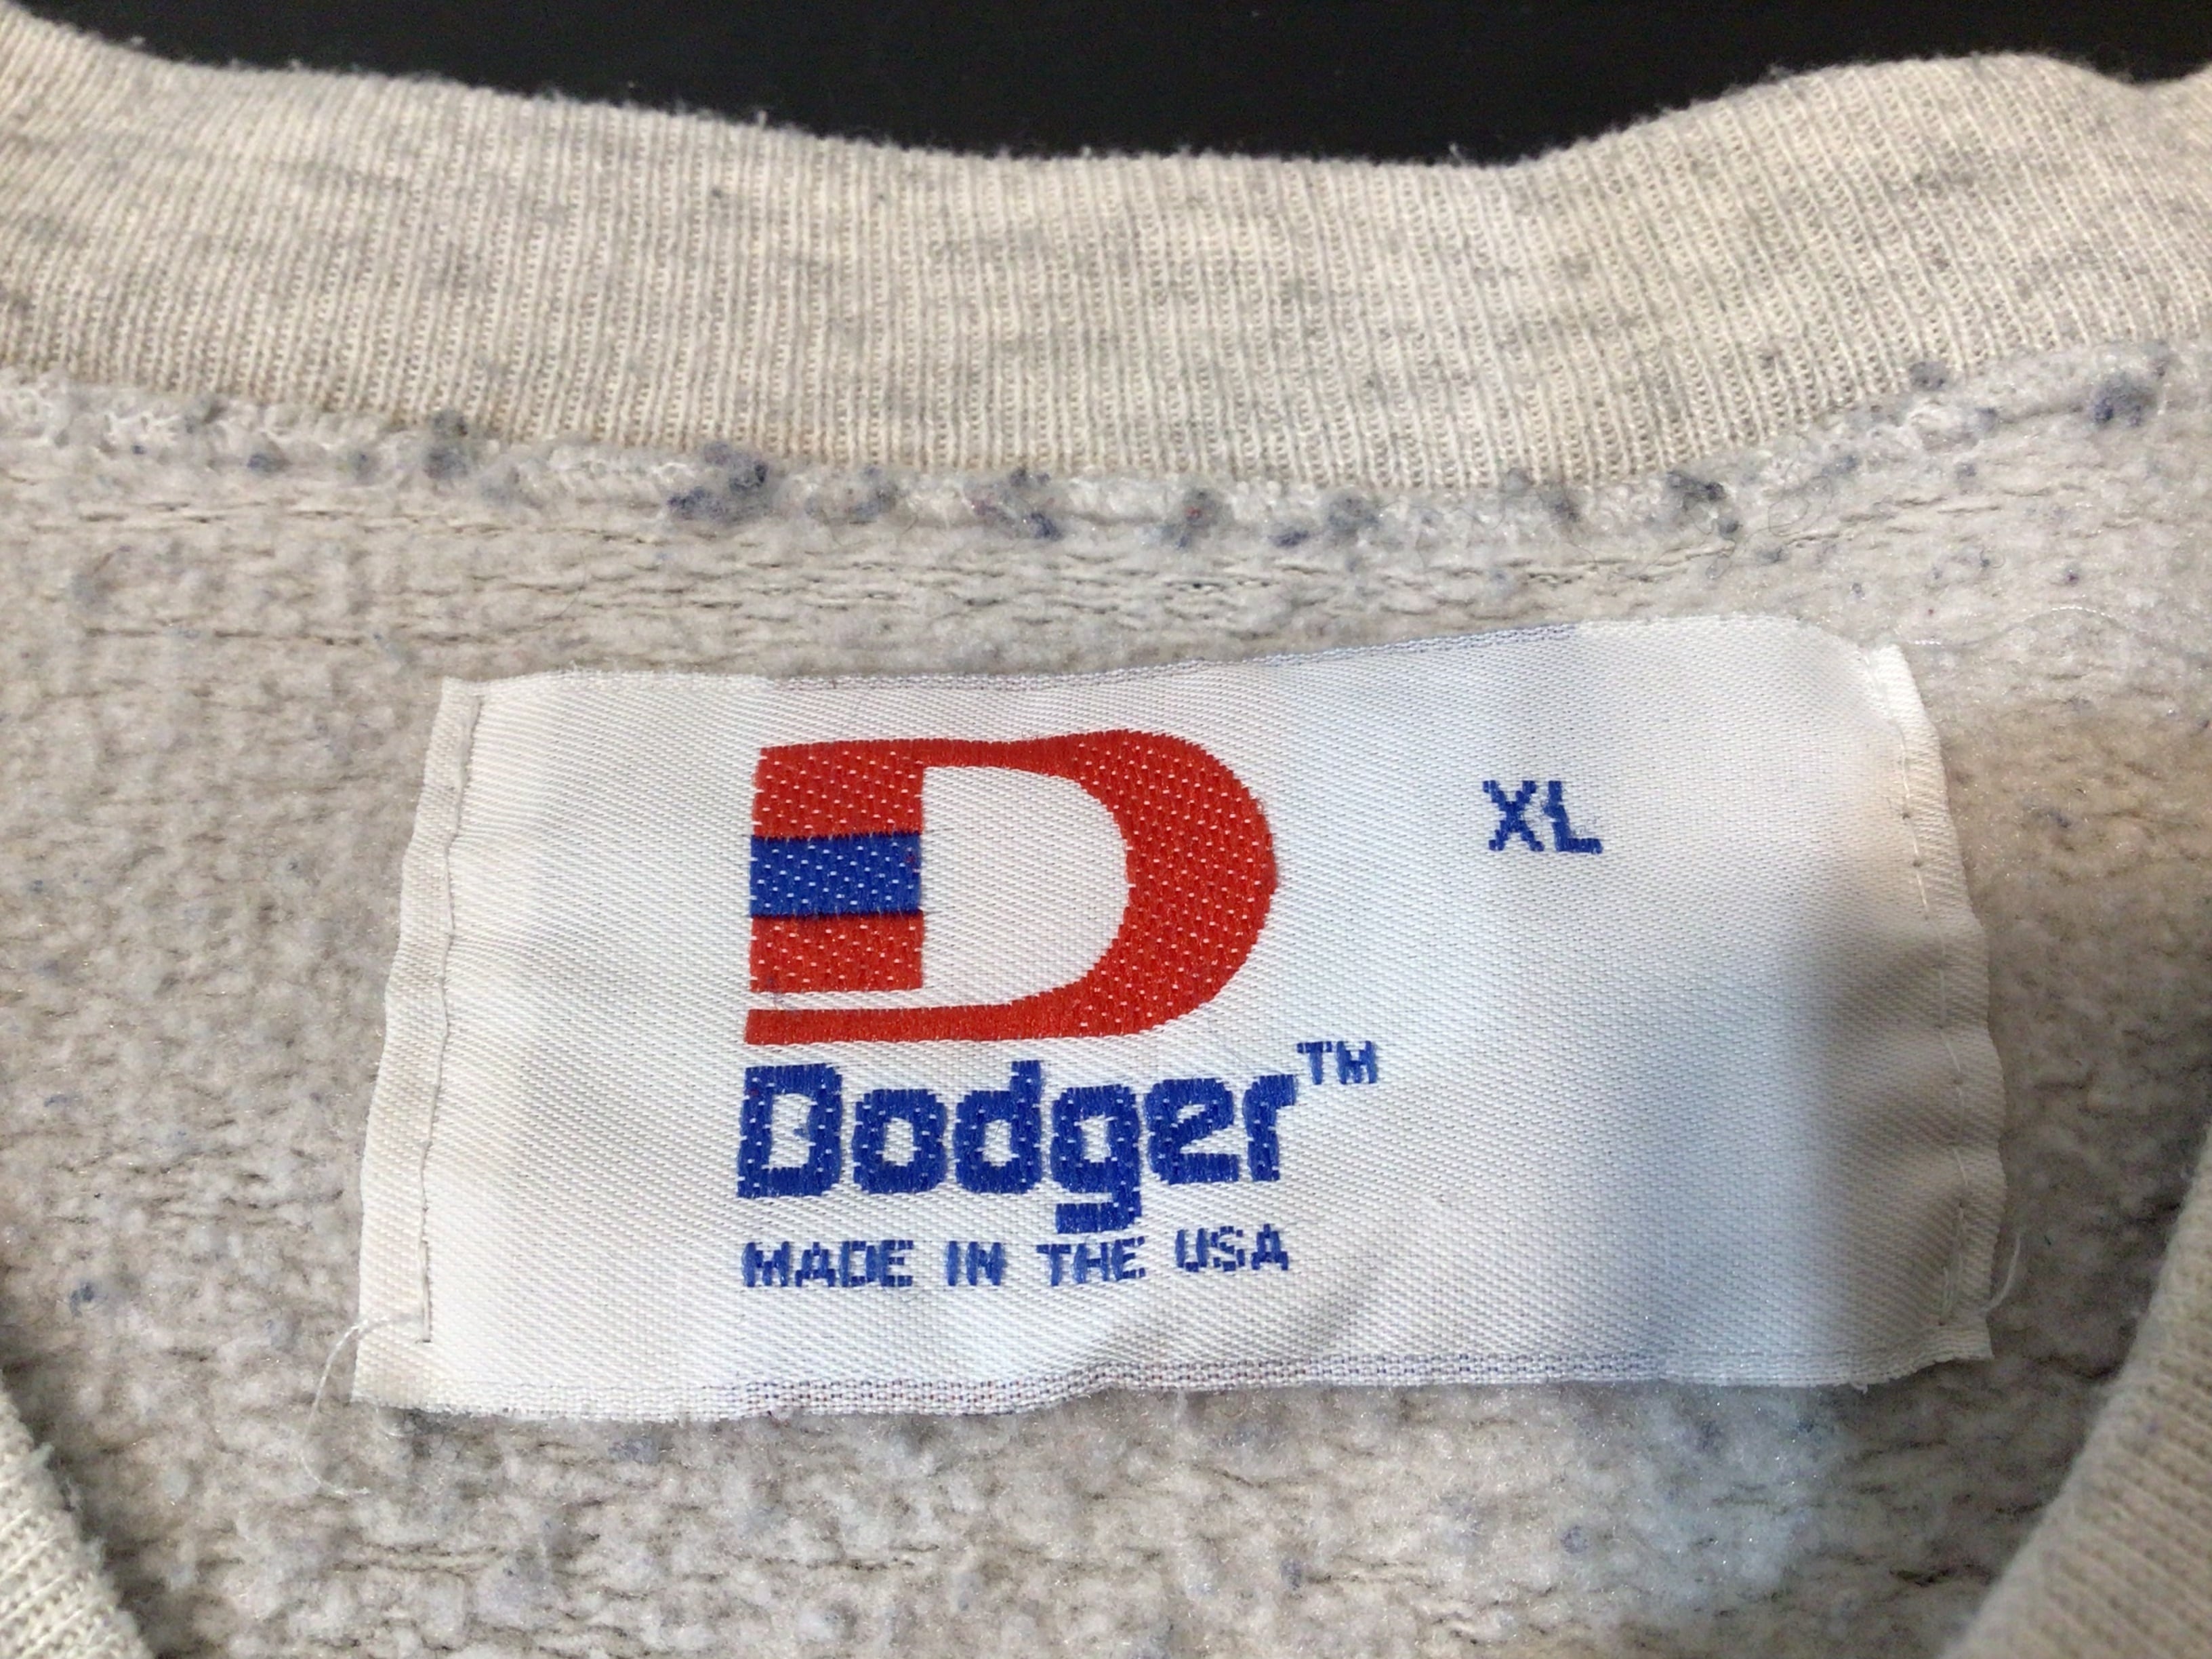 D
XL
Dodger™
MADE IN THE USA